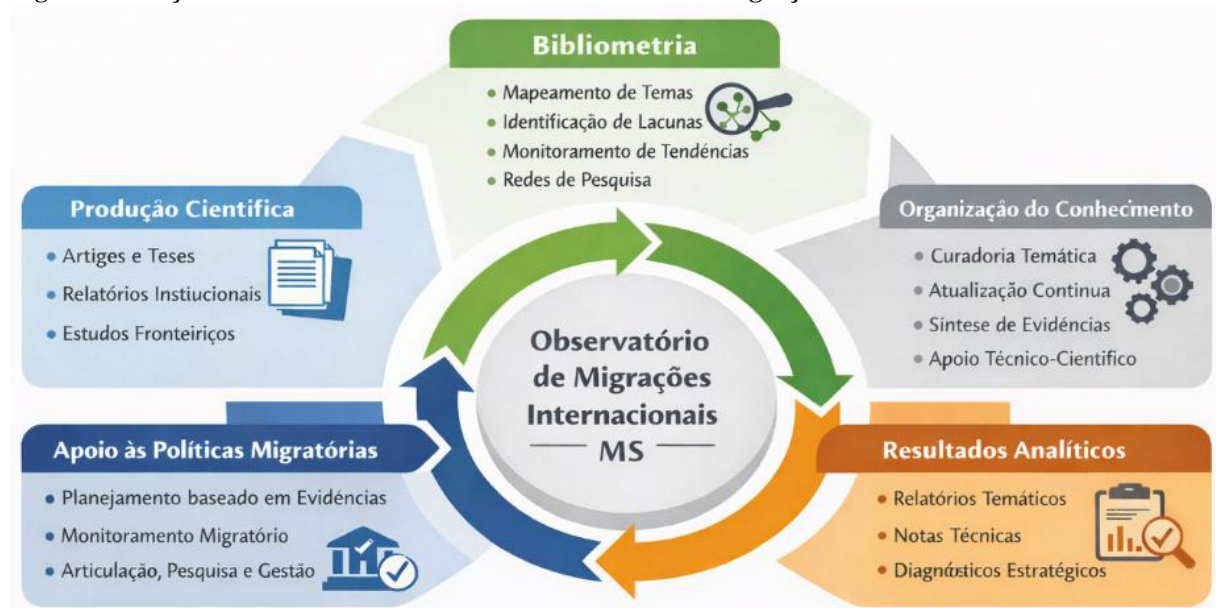 Bibliometria
• Mapeamento de Temas
• Identificação de Lacunas
• Monitoramento de Tendéncias
• Redes de Pesquisa
Produção Cientifica
• Artiges e Teses
• Relatórios Instiucionais
• Estudos Fronteiriços
Organização do Conhecimento
• Curadoria Temática
• Atualização Continua
• Síntese de Evidências
• Apoio Técnico-Cientifico
Observatório
de Migrações
Internacionais
MS
Apoio às Políticas Migratórias
• Planejamento baseado em Evidéncias
• Monitoramento Migratório
• Articulação, Pesquisa e Gestão
Resultados Analíticos
• Relatórios Temáticos
• Notas Técnicas
• Diagnósticos Estratégicos